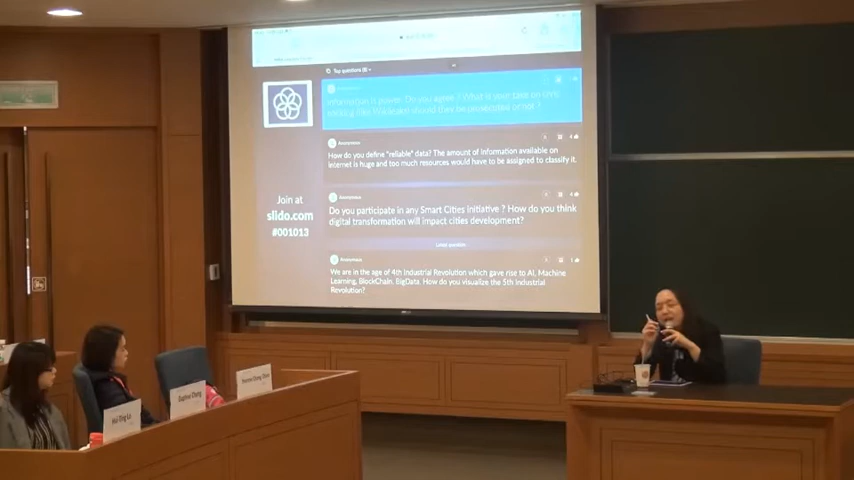 Top questions (9)
Information is power. Do you agree? What is your take on civic
hacking like WikiLeaks? should they be prosecuted or not ?
Anonymous
How do you define "reliable" data? The amount of information available on
Internet is huge and too much resources would have to be assigned to classify it.
Anonymous
Do you participate in any Smart Cities Initiative ? How do you think
digital transformation will impact cities development?
Anonymous
We are in the age of 4th Industrial Revolution which gave rise to AI, Machine
Learning, BlockChain, BigData. How do you visualize the 5th Industrial
Revolution?
Join at
slido.com
#001013
Daphne Chang